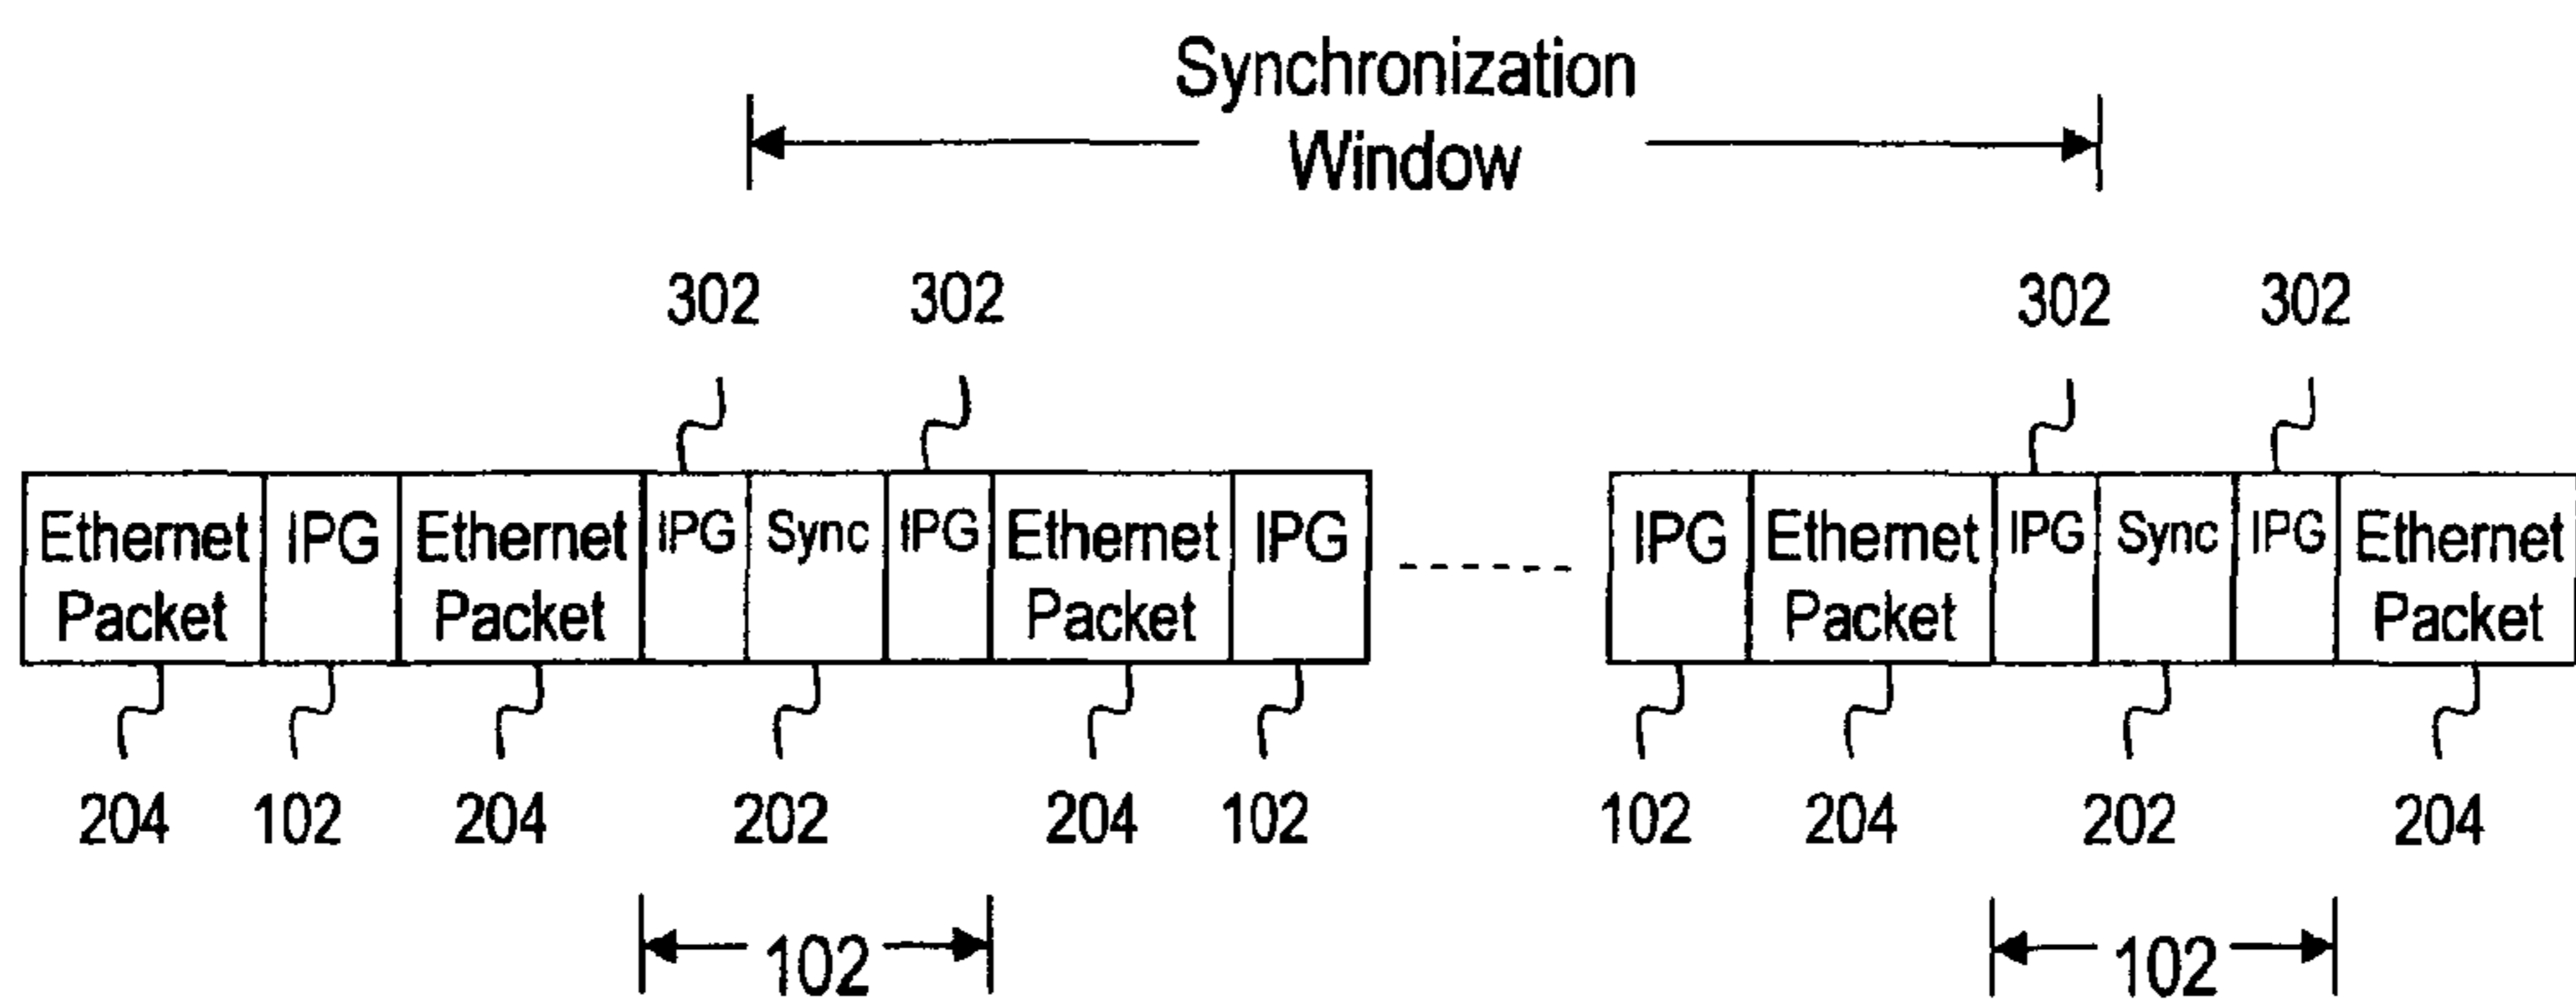 Synchronization
Window
302 302 302 302
Ethernet Packet IPG Ethernet Packet IPG Sync IPG Ethernet Packet IPG IPG Ethernet Packet IPG Sync IPG Ethernet Packet
204 102 204 202 204 102 102 204 202 204
102 102